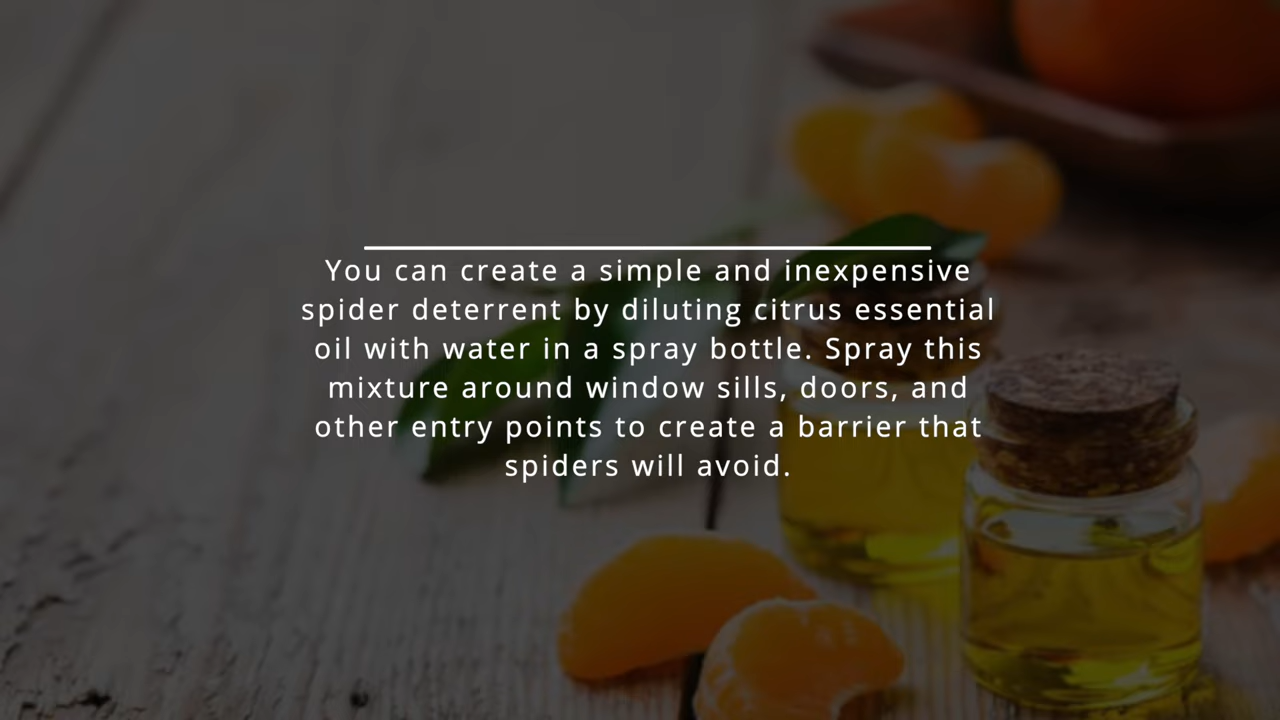 You can create a simple and inexpensive
spider deterrent by diluting citrus essential
oil with water in a spray bottle. Spray this
mixture around window sills, doors, and
other entry points to create a barrier that
spiders will avoid.